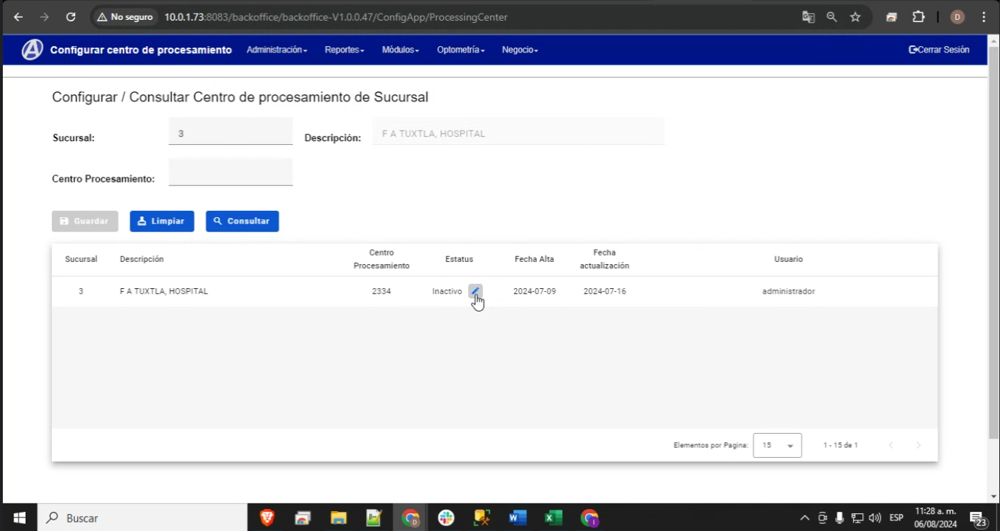 No seguro
10.0.1.73:8083/backoffice/backoffice-V1.0.0.47/ConfigApp/ProcessingCenter
D
A Configurar centro de procesamiento Administración Reportes Módulos Optometría Negocio Cerrar Sesión
Configurar / Consultar Centro de procesamiento de Sucursal
Sucursal: 3 Descripción: F A TUXTLA, HOSPITAL
Centro Procesamiento:
Guardar Limpiar Consultar
Sucursal Descripción Centro Procesamiento Estatus Fecha Alta Fecha actualización Usuario
3 F A TUXTLA, HOSPITAL 2334 Inactivo 2024-07-09 2024-07-16 administrador
Elementos por Pagina: 15 1 - 15 de 1
Buscar
D
W
X
I
ESP
11:28 a. m.
06/08/2024
23